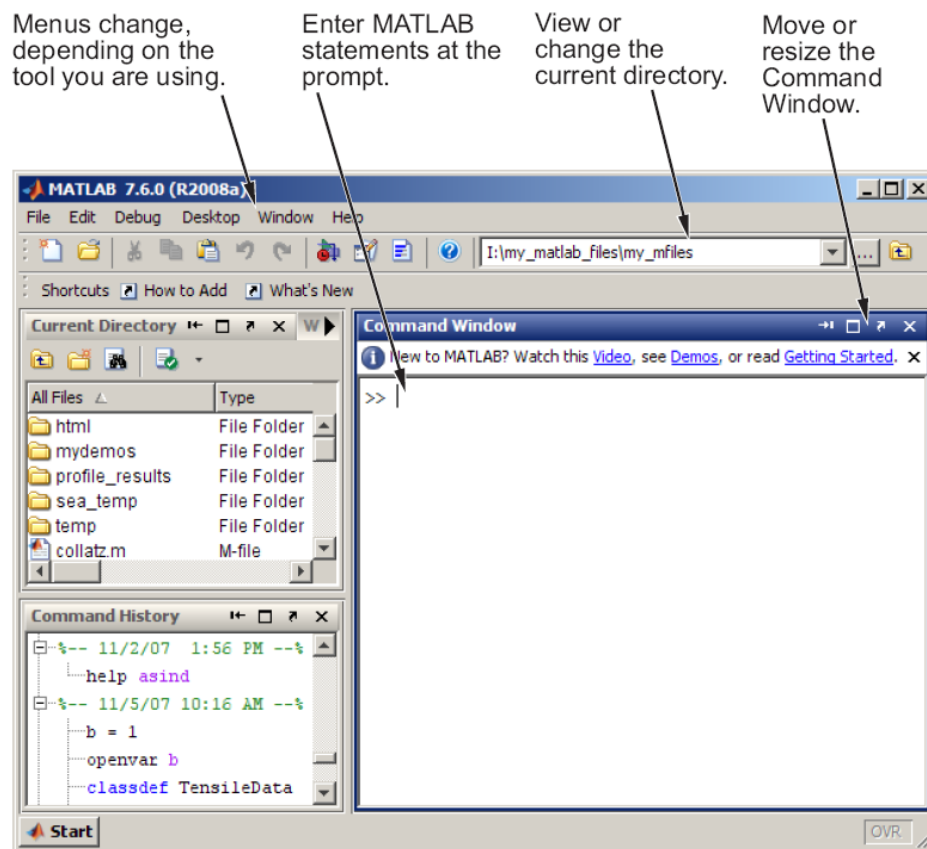 Menus change,
depending on the
tool you are using.
Enter MATLAB
statements at the
prompt.
View or
change the
current directory.
Move or
resize the
Command
Window.
MATLAB 7.6.0 (R2008a)
File Edit Debug Desktop Window Help
I:\my_matlab_files\my_mfiles
...
Shortcuts How to Add What's New
Current Directory W
All Files Type
html File Folder
mydemos File Folder
profile_results File Folder
sea_temp File Folder
temp File Folder
collatz.m M-file
Command History
%-- 11/2/07 1:56 PM --%
help asind
%-- 11/5/07 10:16 AM --%
b = 1
openvar b
classdef TensileData
Command Window
New to MATLAB? Watch this Video, see Demos, or read Getting Started.
>>
Start
OVR